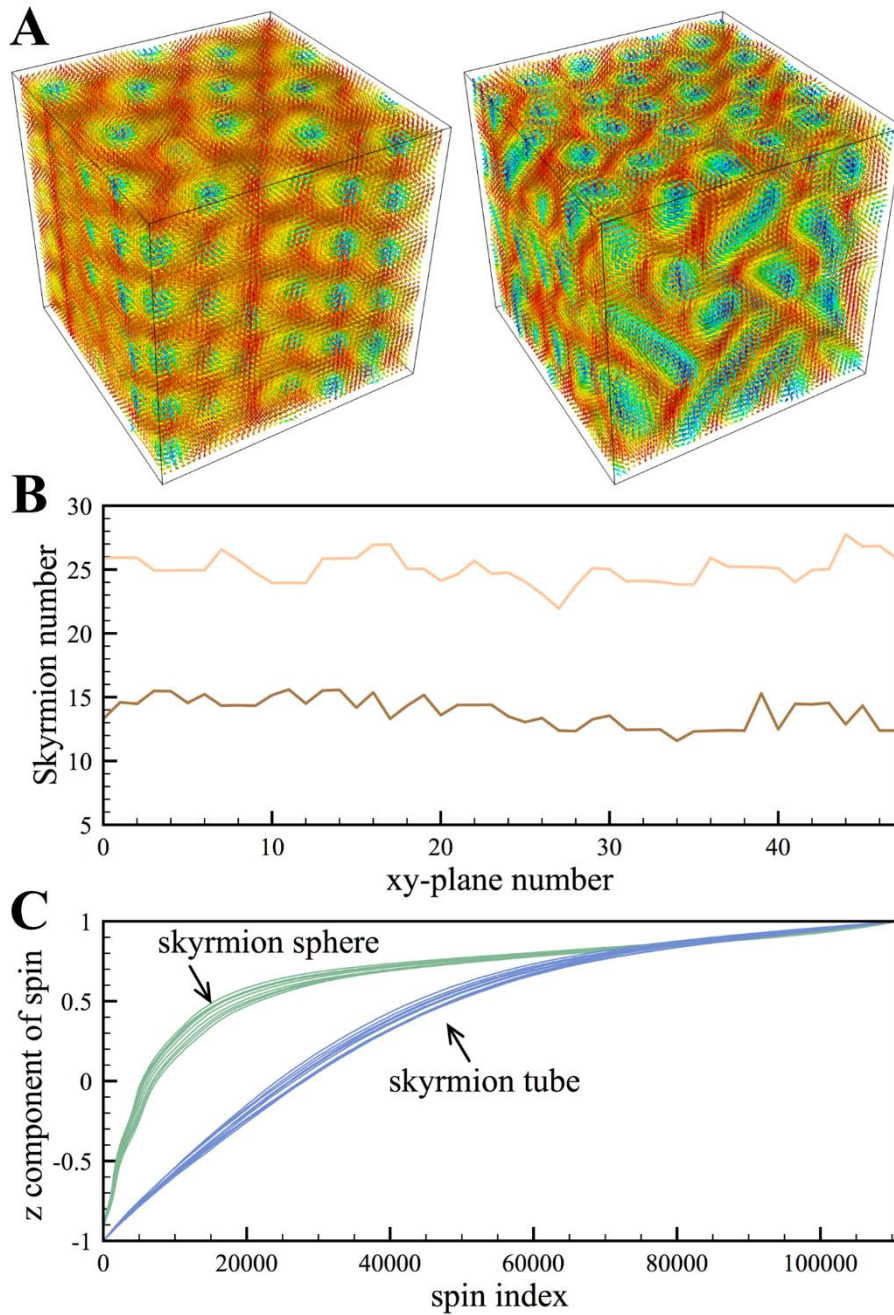 A
B
30
25
20
15
10
5
Skyrmion number
0
10
20
30
40
xy-plane number
C
1
0.5
0
-0.5
-1
z component of spin
skyrmion sphere
skyrmion tube
0
20000
40000
60000
80000
100000
spin index